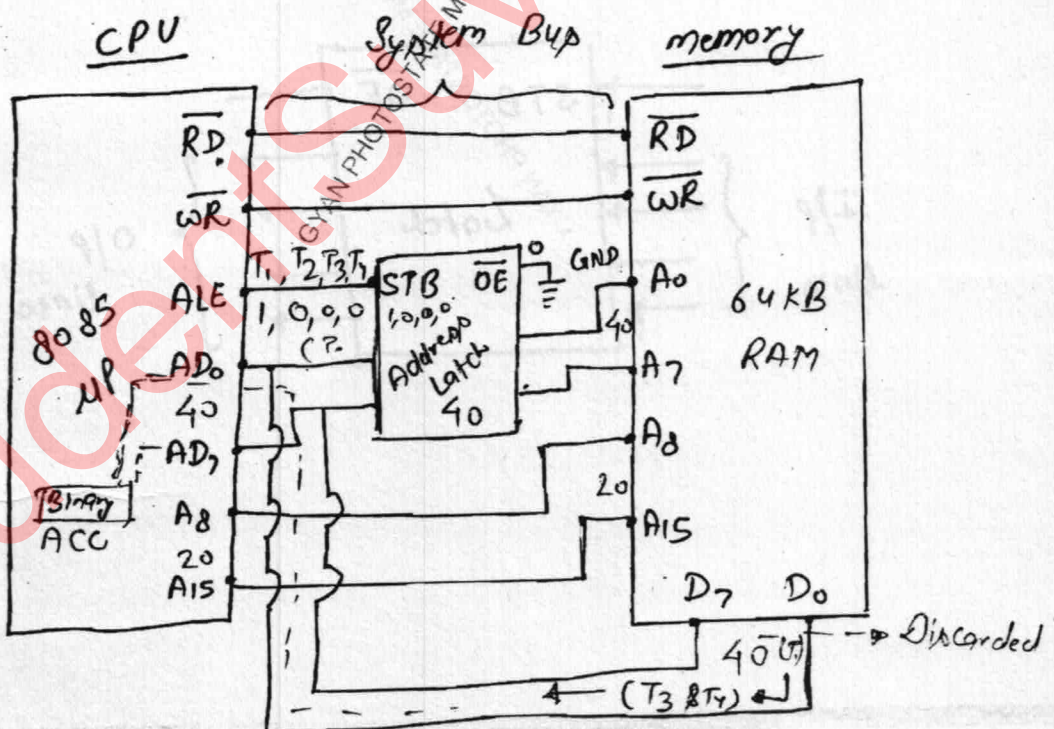 CPU
System Bus
memory
RD
WR
ALE
AD0
40
AD7
A8
20
A15
8085
μP
Binary
ACC
T1, T2, T3, T4
1, 0, 0, 0
STB
OE
1,0,0,0
Address
Latch
40
0
GND
RD
WR
A0
40
A7
A8
20
A15
64KB
RAM
D7 D0
40
Discarded
(T3 & T4)
GYAN PHOTOSTAT